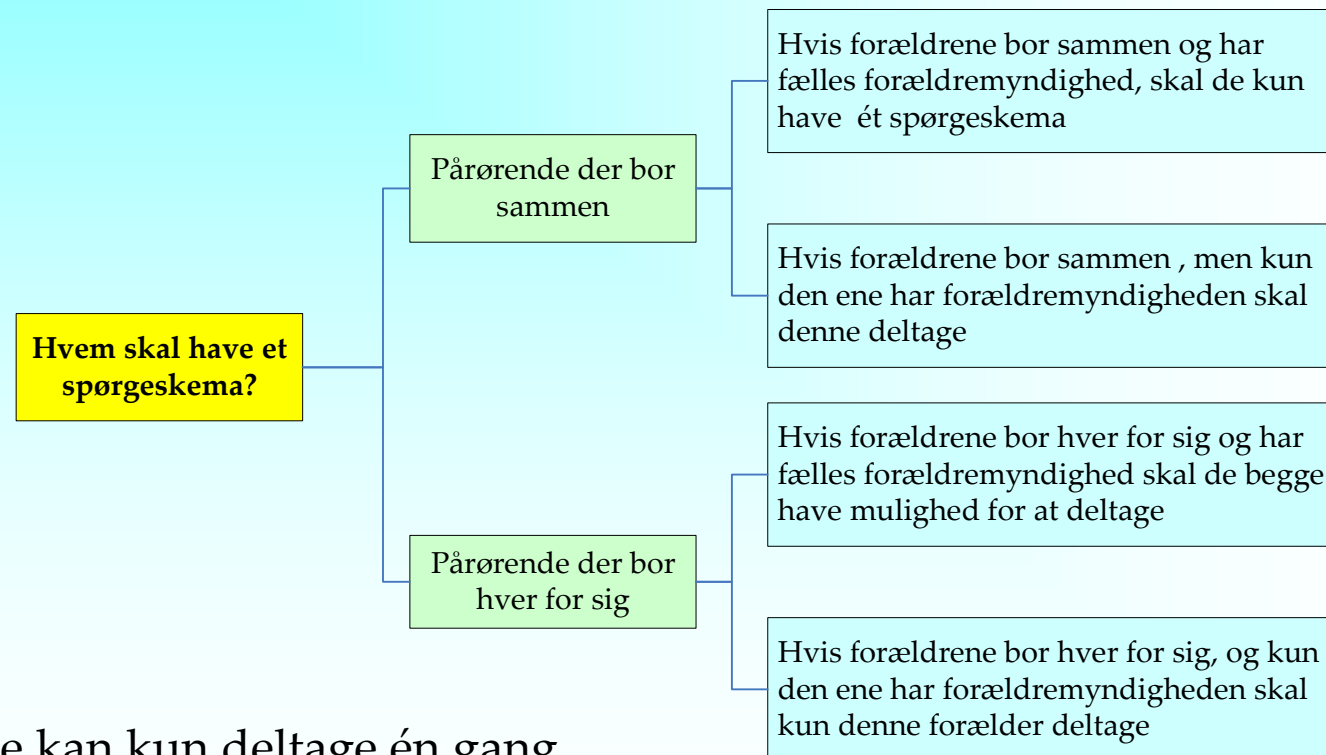 Hvem skal have et
spørgeskema?
Pårørende der bor
sammen
Hvis forældrene bor sammen og har
fælles forældremyndighed, skal de kun
have  ét spørgeskema
Hvis forældrene bor sammen , men kun
den ene har forældremyndigheden skal
denne deltage
Pårørende der bor
hver for sig
Hvis forældrene bor hver for sig og har
fælles forældremyndighed skal de begge
have mulighed for at deltage
Hvis forældrene bor hver for sig, og kun
den ene har forældremyndigheden skal
kun denne forælder deltage
kan kun deltage én gang